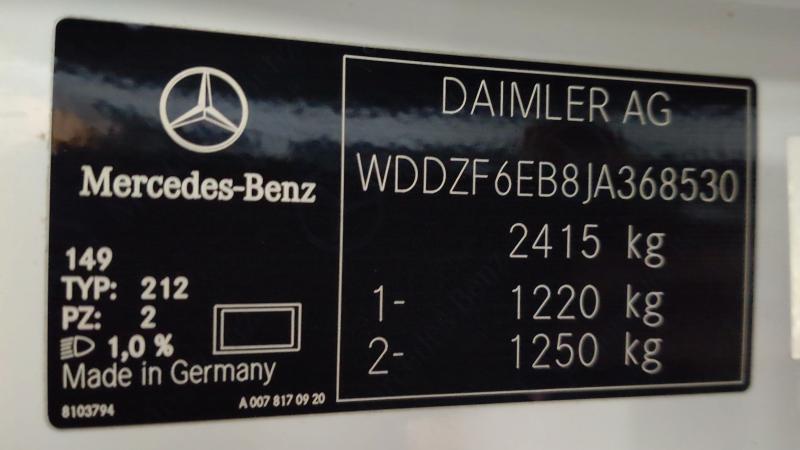 Mercedes-Benz
149
TYP: 212
PZ: 2
1,0 %
Made in Germany
8103794
A 007 817 09 20
DAIMLER AG
WDDZF6EB8JA368530
2415 kg
1- 1220 kg
2- 1250 kg